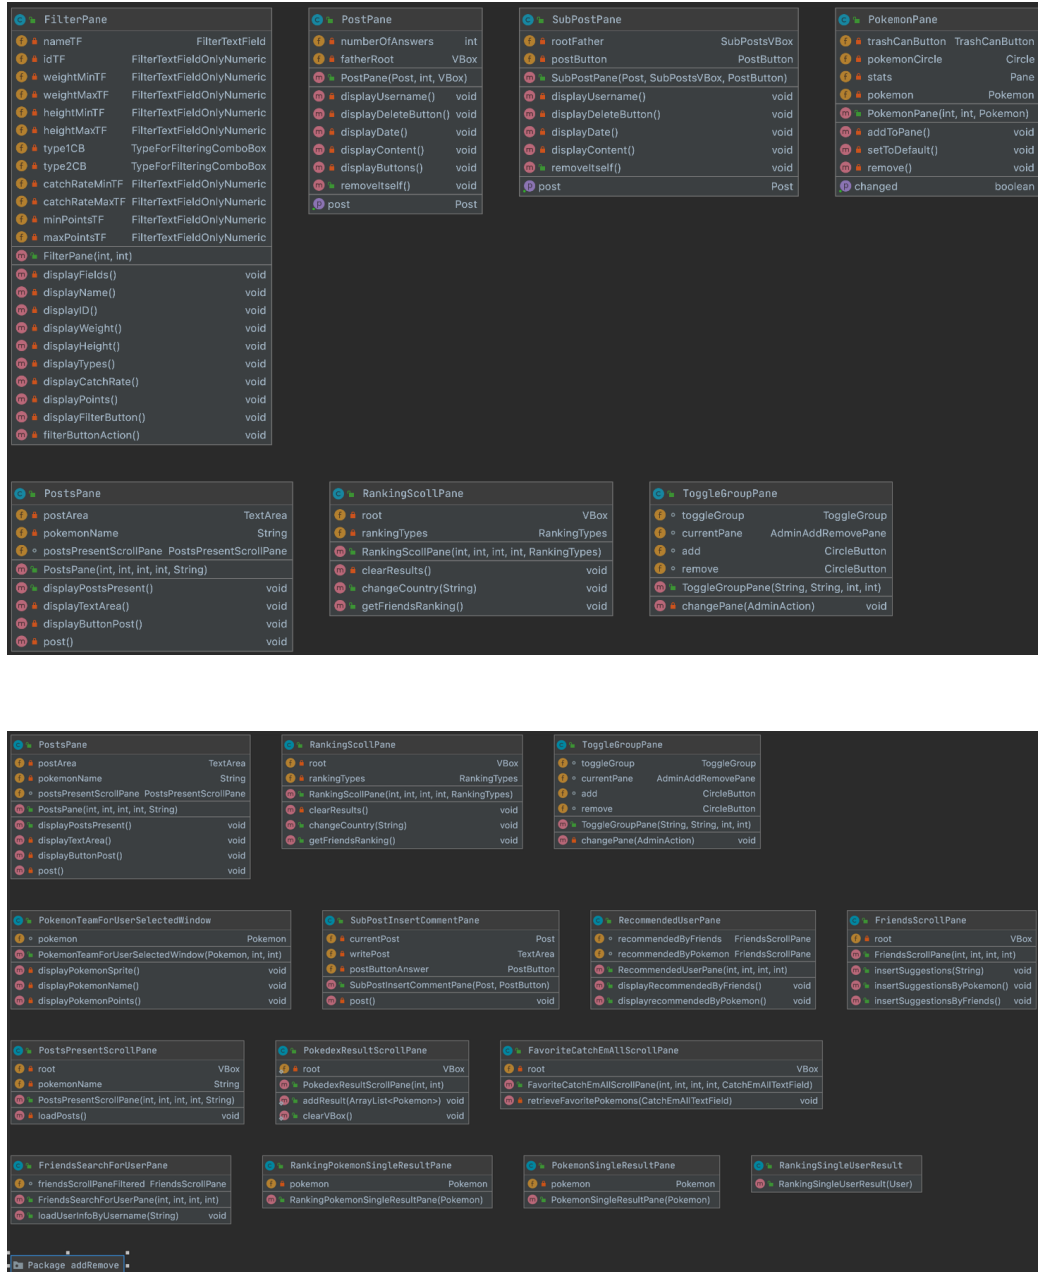 FilterPane
nameTF FilterTextField
idTF FilterTextFieldOnlyNumeric
weightMinTF FilterTextFieldOnlyNumeric
weightMaxTF FilterTextFieldOnlyNumeric
heightMinTF FilterTextFieldOnlyNumeric
heightMaxTF FilterTextFieldOnlyNumeric
type1CB TypeForFilteringComboBox
type2CB TypeForFilteringComboBox
catchRateMinTF FilterTextFieldOnlyNumeric
catchRateMaxTF FilterTextFieldOnlyNumeric
minPointsTF FilterTextFieldOnlyNumeric
maxPointsTF FilterTextFieldOnlyNumeric
FilterPane(int, int)
displayFields() void
displayName() void
displayID() void
displayWeight() void
displayHeight() void
displayTypes() void
displayCatchRate() void
displayPoints() void
displayFilterButton() void
filterButtonAction() void
PostPane
numberOfAnswers int
fatherRoot VBox
PostPane(Post, int, VBox)
displayUsername() void
displayDeleteButton() void
displayDate() void
displayContent() void
displayButtons() void
removeItself() void
post Post
SubPostPane
rootFather SubPostsVBox
postButton PostButton
SubPostPane(Post, SubPostsVBox, PostButton)
displayUsername() void
displayDeleteButton() void
displayDate() void
displayContent() void
removeItself() void
post Post
PokemonPane
trashCanButton TrashCanButton
pokemonCircle Circle
stats Pane
pokemon Pokemon
PokemonPane(int, int, Pokemon)
addToPane() void
setToDefault() void
remove() void
changed boolean
PostsPane
postArea TextArea
pokemonName String
postsPresentScrollPane PostsPresentScrollPane
PostsPane(int, int, int, int, String)
displayPostsPresent() void
displayTextArea() void
displayButtonPost() void
post() void
RankingScollPane
root VBox
rankingTypes RankingTypes
RankingScollPane(int, int, int, int, RankingTypes)
clearResults() void
changeCountry(String) void
getFriendsRanking() void
ToggleGroupPane
toggleGroup ToggleGroup
currentPane AdminAddRemovePane
add CircleButton
remove CircleButton
ToggleGroupPane(String, String, int, int)
changePane(AdminAction) void
PostsPane
postArea TextArea
pokemonName String
postsPresentScrollPane PostsPresentScrollPane
PostsPane(int, int, int, int, String)
displayPostsPresent() void
displayTextArea() void
displayButtonPost() void
post() void
RankingScollPane
root VBox
rankingTypes RankingTypes
RankingScollPane(int, int, int, int, RankingTypes)
clearResults() void
changeCountry(String) void
getFriendsRanking() void
ToggleGroupPane
toggleGroup ToggleGroup
currentPane AdminAddRemovePane
add CircleButton
remove CircleButton
ToggleGroupPane(String, String, int, int)
changePane(AdminAction) void
PokemonTeamForUserSelectedWindow
pokemon Pokemon
PokemonTeamForUserSelectedWindow(Pokemon, int, int)
displayPokemonSprite() void
displayPokemonName() void
displayPokemonPoints() void
SubPostInsertCommentPane
currentPost Post
writePost TextArea
postButtonAnswer PostButton
SubPostInsertCommentPane(Post, PostButton)
post() void
RecommendedUserPane
recommendedByFriends FriendsScrollPane
recommendedByPokemon FriendsScrollPane
RecommendedUserPane(int, int, int, int)
displayRecommendedByFriends() void
displayrecommendedByPokemon() void
FriendsScrollPane
root VBox
FriendsScrollPane(int, int, int, int)
insertSuggestions(String) void
insertSuggestionsByPokemon() void
insertSuggestionsByFriends() void
PostsPresentScrollPane
root VBox
pokemonName String
PostsPresentScrollPane(int, int, int, int, String)
loadPosts() void
PokedexResultScrollPane
root VBox
PokedexResultScrollPane(int, int)
addResult(ArrayList<Pokemon>) void
clearVBox() void
FavoriteCatchEmAllScrollPane
root VBox
FavoriteCatchEmAllScrollPane(int, int, int, int, CatchEmAllTextField)
retrieveFavoritePokemons(CatchEmAllTextField) void
FriendsSearchForUserPane
friendsScrollPaneFiltered FriendsScrollPane
FriendsSearchForUserPane(int, int, int, int)
loadUserInfoByUsername(String) void
RankingPokemonSingleResultPane
pokemon Pokemon
RankingPokemonSingleResultPane(Pokemon)
PokemonSingleResultPane
pokemon Pokemon
PokemonSingleResultPane(Pokemon)
RankingSingleUserResult
RankingSingleUserResult(User)
Package addRemove